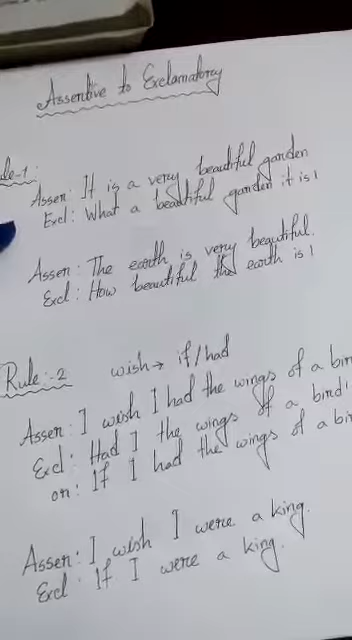 Assertive to Exclamatory
Rule-1:
Asser: It is a very beautiful garden
Excl: What a beautiful garden it is!
Asser: The earth is very beautiful.
Excl: How beautiful the earth is!
Rule:-2 wish → if/had
Asser: I wish I had the wings of a bir
Excl: Had I the wings of a bird!
or: If I had the wings of a bir
Asser: I wish I were a king.
Excl: If I were a king.